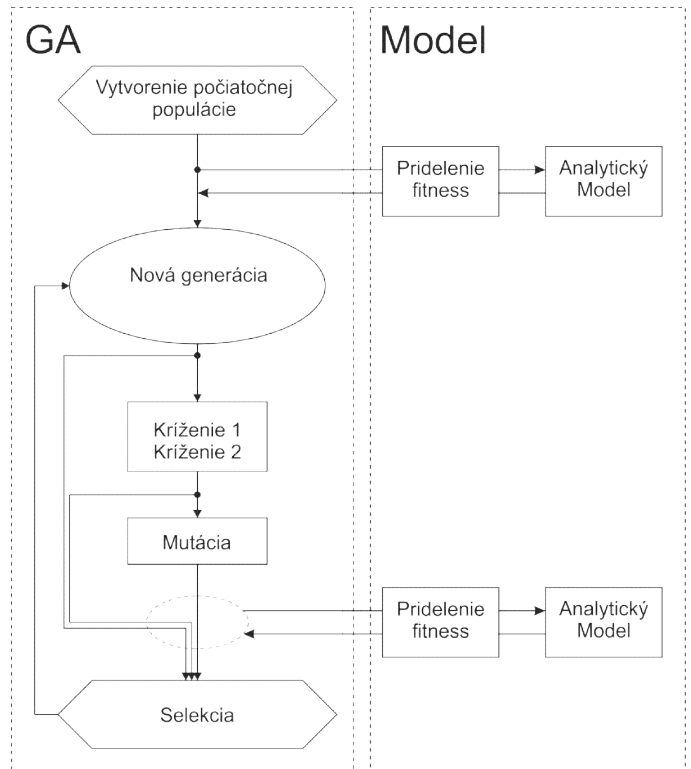 GA
Model
Vytvorenie počiatočnej
populácie
Pridelenie
fitness
Analytický
Model
Nová generácia
Kríženie 1
Kríženie 2
Mutácia
Pridelenie
fitness
Analytický
Model
Selekcia